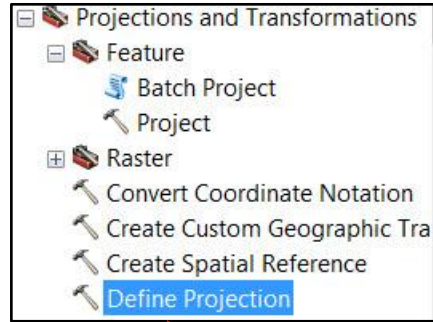 Projections and Transformations
Feature
Batch Project
Project
Raster
Convert Coordinate Notation
Create Custom Geographic Tra
Create Spatial Reference
Define Projection